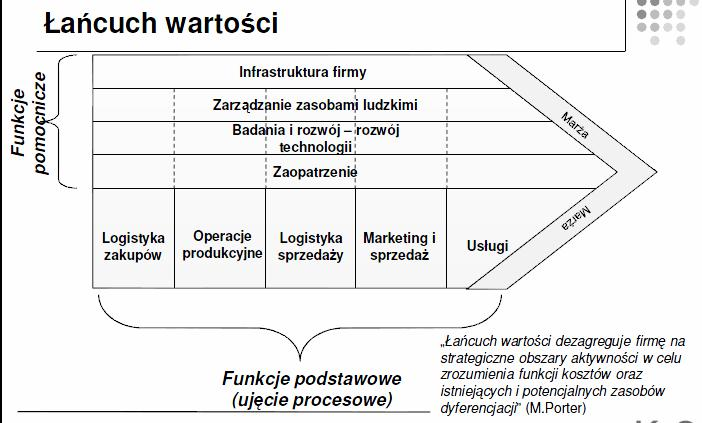 Łańcuch wartości
Funkcje
pomocnicze
Infrastruktura firmy
Zarządzanie zasobami ludzkimi
Badania i rozwój – rozwój
technologii
Zaopatrzenie
Marża
Marża
Logistyka
zakupów
Operacje
produkcyjne
Logistyka
sprzedaży
Marketing i
sprzedaż
Usługi
Funkcje podstawowe
(ujęcie procesowe)
„Łańcuch wartości dezagreguje firmę na
strategiczne obszary aktywności w celu
zrozumienia funkcji kosztów oraz
istniejących i potencjalnych zasobów
dyferencjacji” (M.Porter)